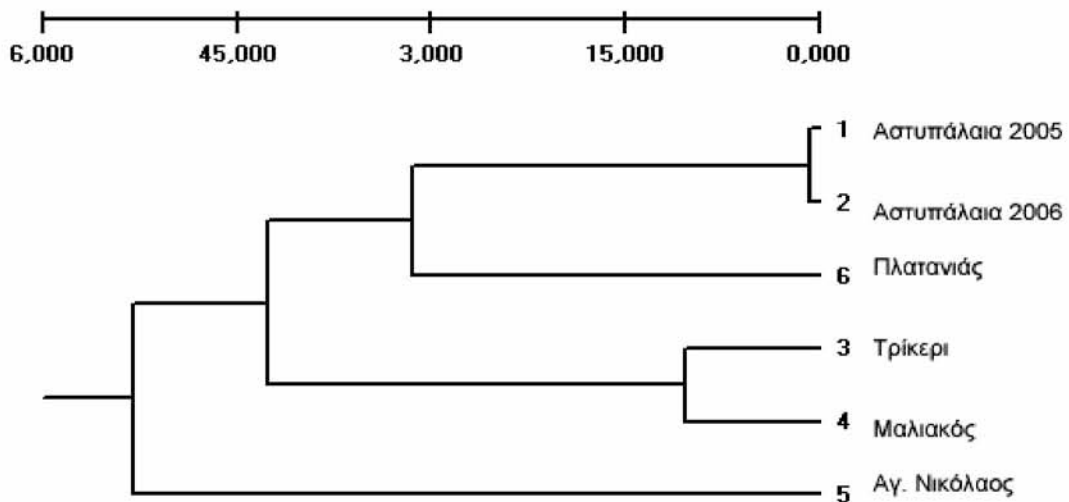 6,000 45,000 3,000 15,000 0,000
1 Αστυπάλαια 2005
2 Αστυπάλαια 2006
6 Πλατανιάς
3 Τρίκερι
4 Μαλιακός
5 Αγ. Νικόλαος